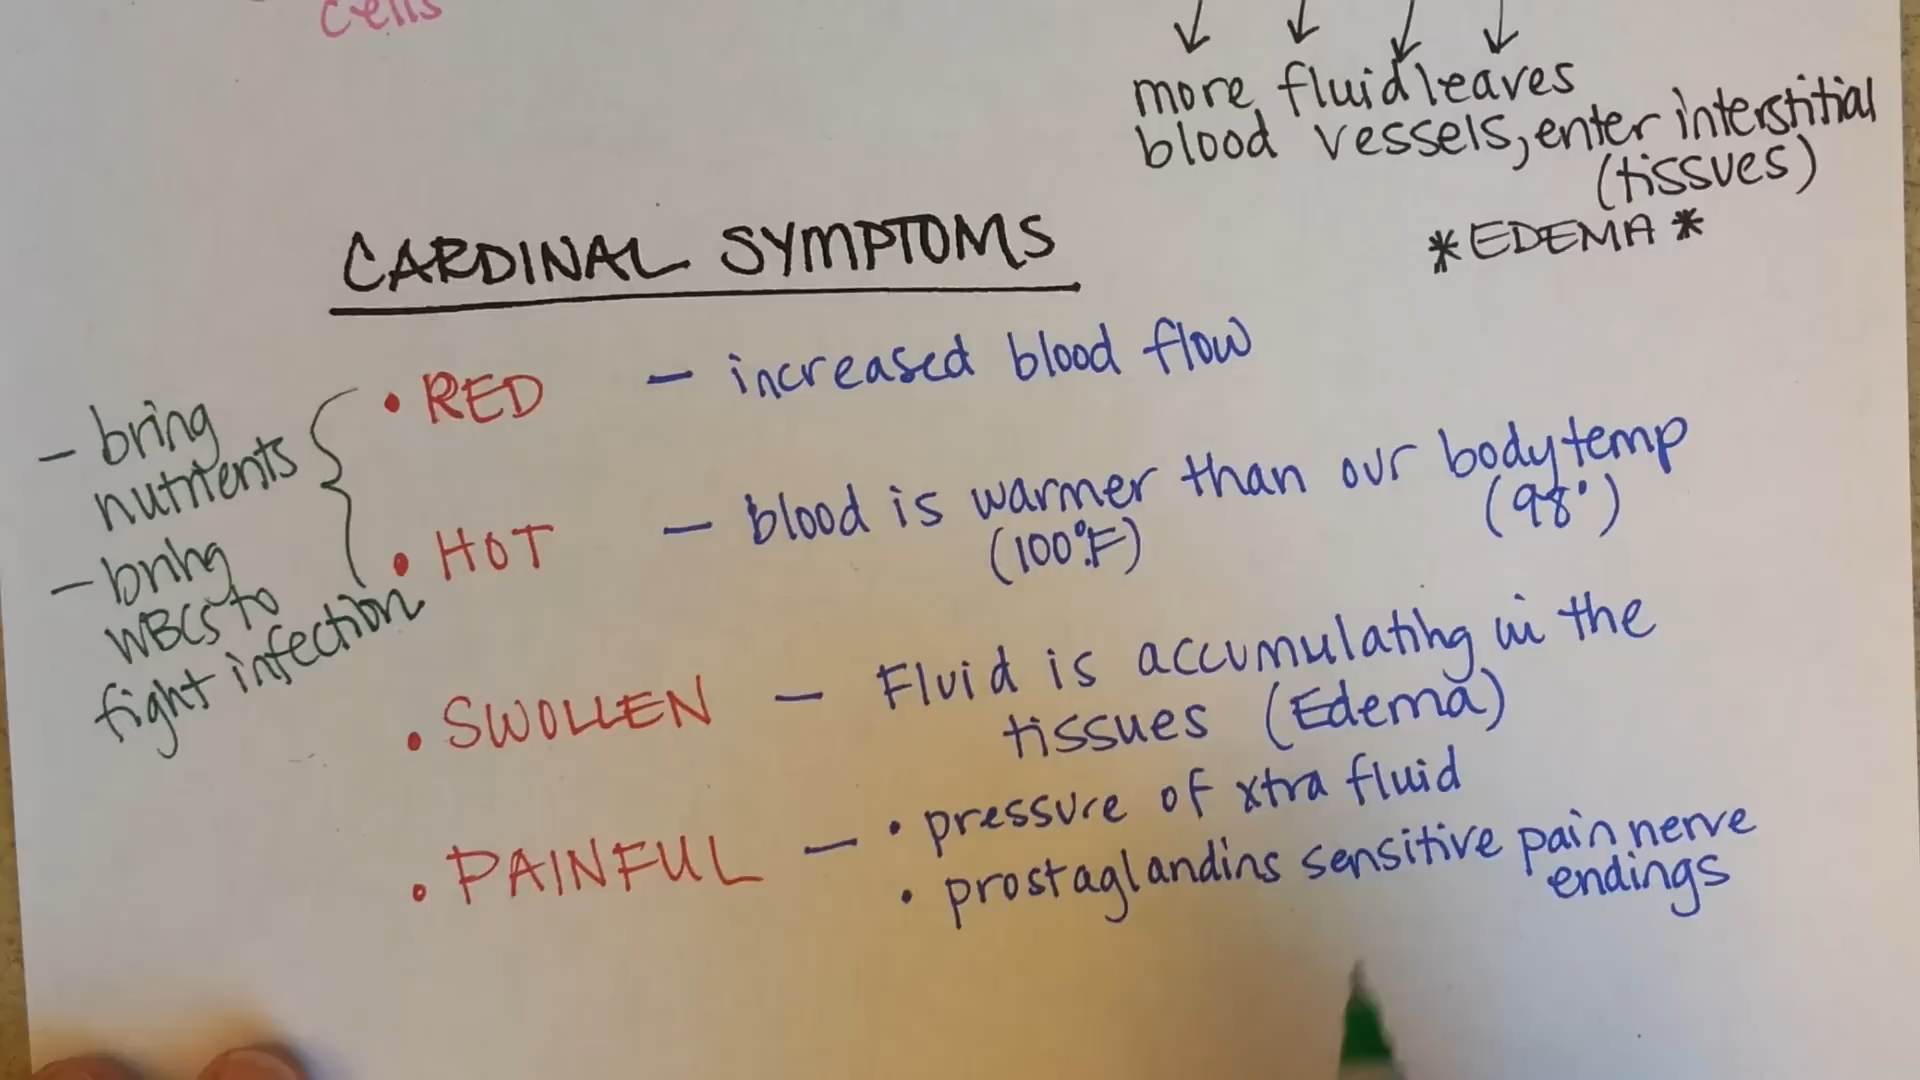 cells
more fluid leaves
blood vessels, enter interstitial
(tissues)
*EDEMA*
CARDINAL SYMPTOMS
- bring
nutrients
- bring
WBCs to
fight infection
• RED – increased blood flow
• HOT – blood is warmer than our body temp
(100°F) (98°)
• SWOLLEN – Fluid is accumulating in the
tissues (Edema)
• PAINFUL – • pressure of xtra fluid
• prostaglandins sensitive pain nerve
endings